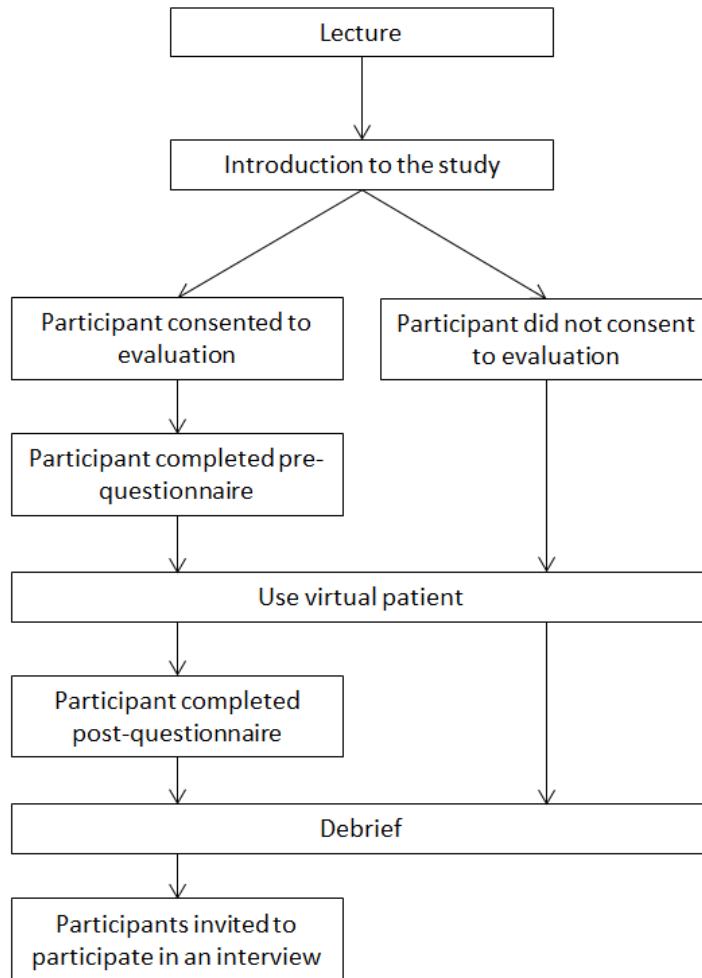 Lecture
Introduction to the study
Participant consented to
evaluation
Participant did not consent
to evaluation
Participant completed pre-
questionnaire
Use virtual patient
Participant completed
post-questionnaire
Debrief
Participants invited to
participate in an interview